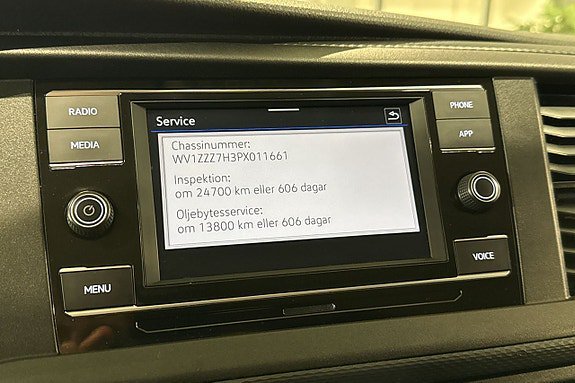 RADIO
MEDIA
MENU
Service
Chassinummer:
WV1ZZZ7H3PX011661
Inspektion:
om 24700 km eller 606 dagar
Oljebytesservice:
om 13800 km eller 606 dagar
PHONE
APP
VOICE